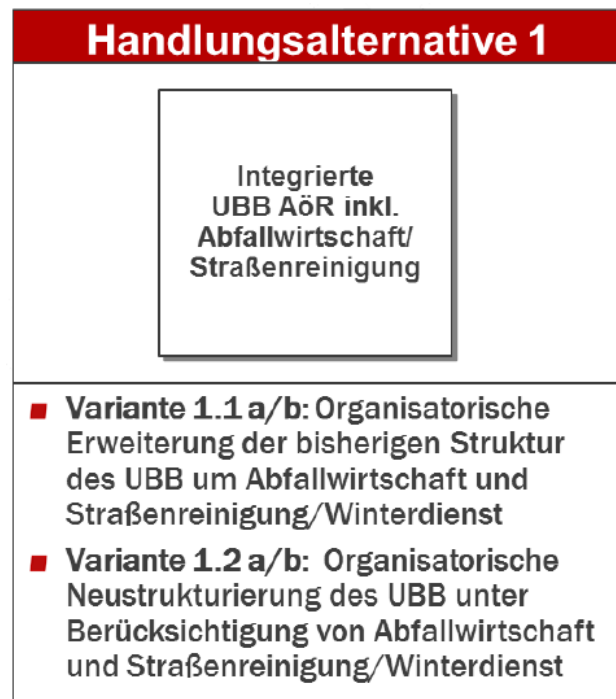 Handlungsalternative 1
Integrierte
UBB AöR inkl.
Abfallwirtschaft/
Straßenreinigung
■ Variante 1.1 a/b: Organisatorische
Erweiterung der bisherigen Struktur
des UBB um Abfallwirtschaft und
Straßenreinigung/Winterdienst
■ Variante 1.2 a/b: Organisatorische
Neustrukturierung des UBB unter
Berücksichtigung von Abfallwirtschaft
und Straßenreinigung/Winterdienst